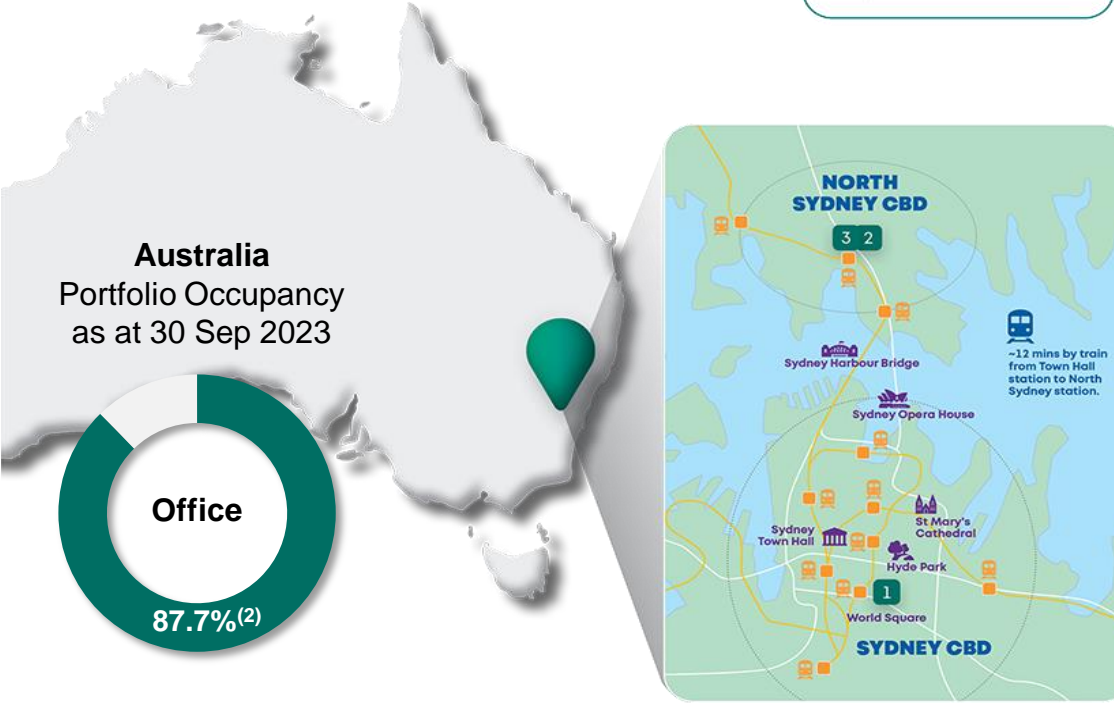 Australia
Portfolio Occupancy
as at 30 Sep 2023
Office
87.7%(2)
NORTH
SYDNEY CBD
3 2
~12 mins by train
from Town Hall
station to North
Sydney station.
Sydney Harbour Bridge
Sydney Opera House
St Mary's
Cathedral
Sydney
Town Hall
Hyde Park
1
World Square
SYDNEY CBD